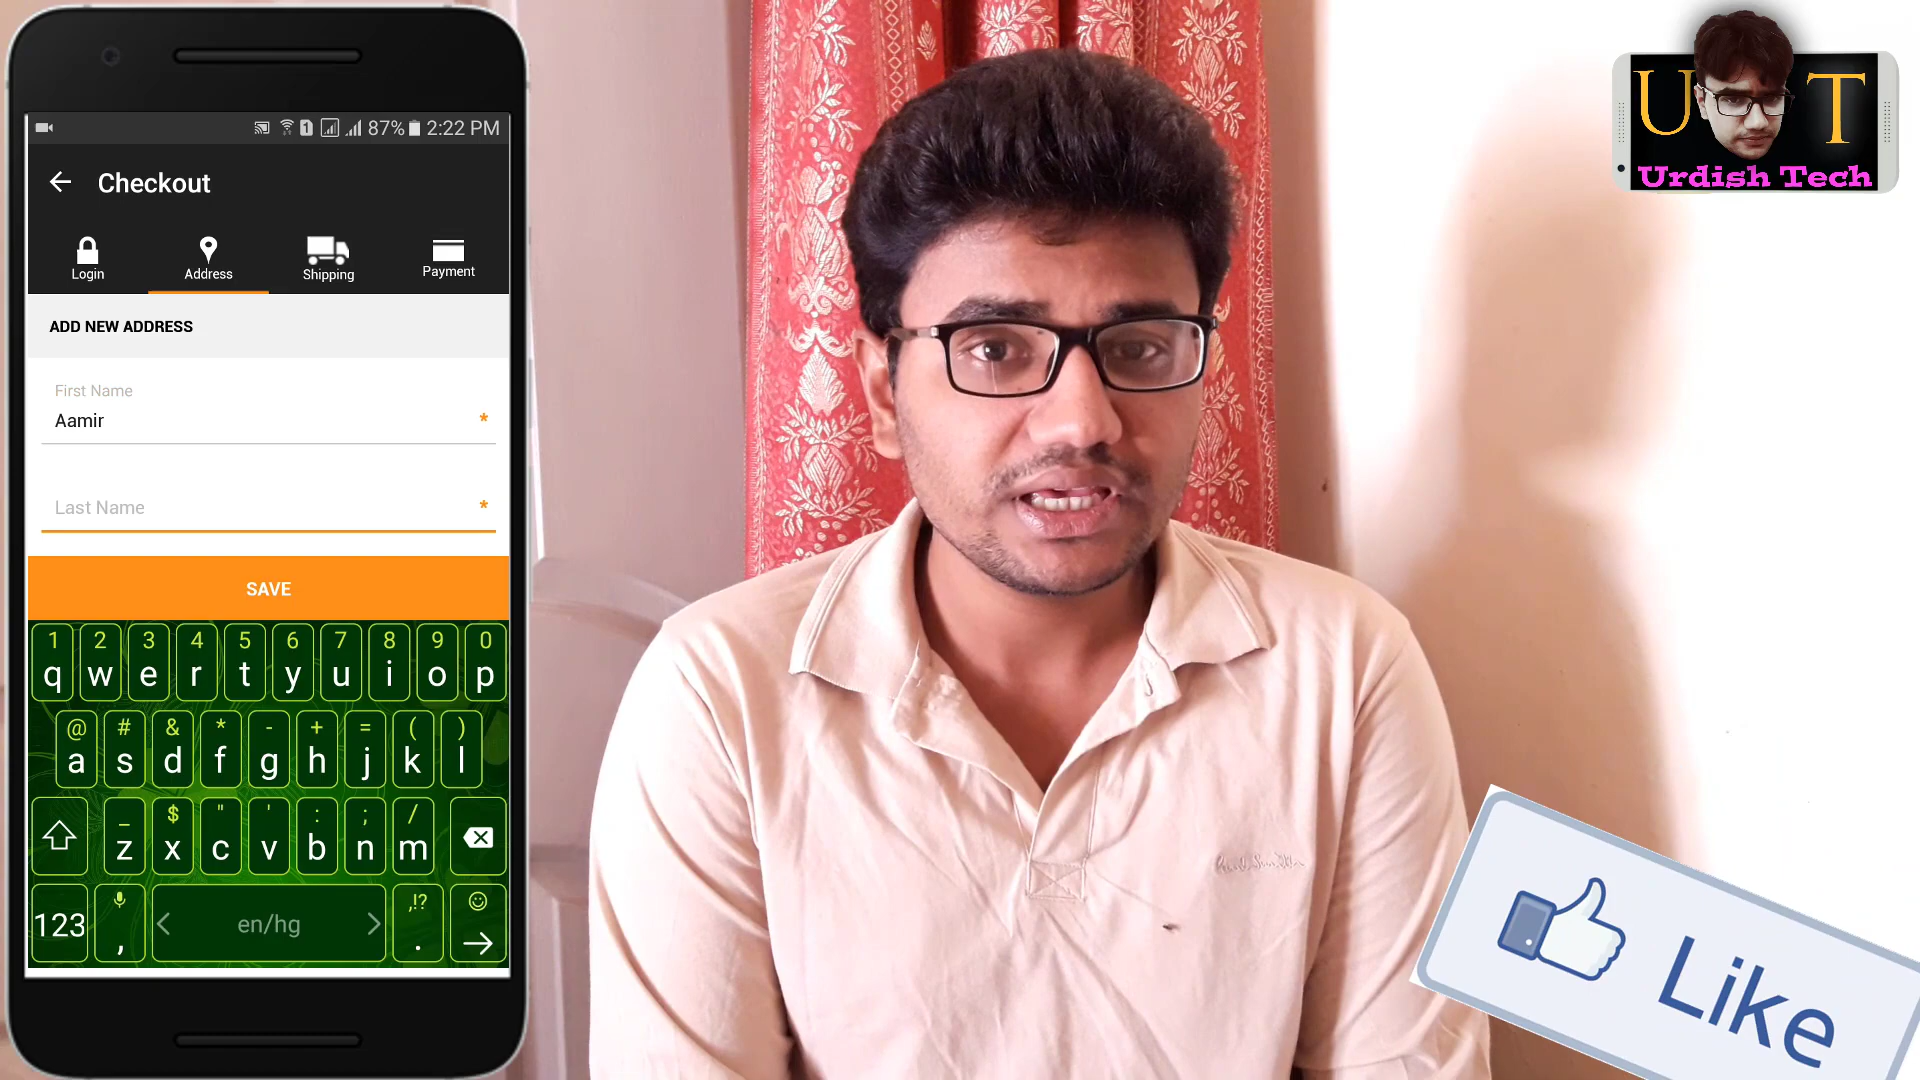 87% 2:22 PM
Checkout
Login Address Shipping Payment
ADD NEW ADDRESS
First Name
Aamir *
Last Name *
SAVE
1 2 3 4 5 6 7 8 9 0
q w e r t y u i o p
@ # & * - + = ( )
a s d f g h j k l
_ $ " ' : ; /
z x c v b n m
123 , < en/hg > ,!? .
U T
Urdish Tech
Like